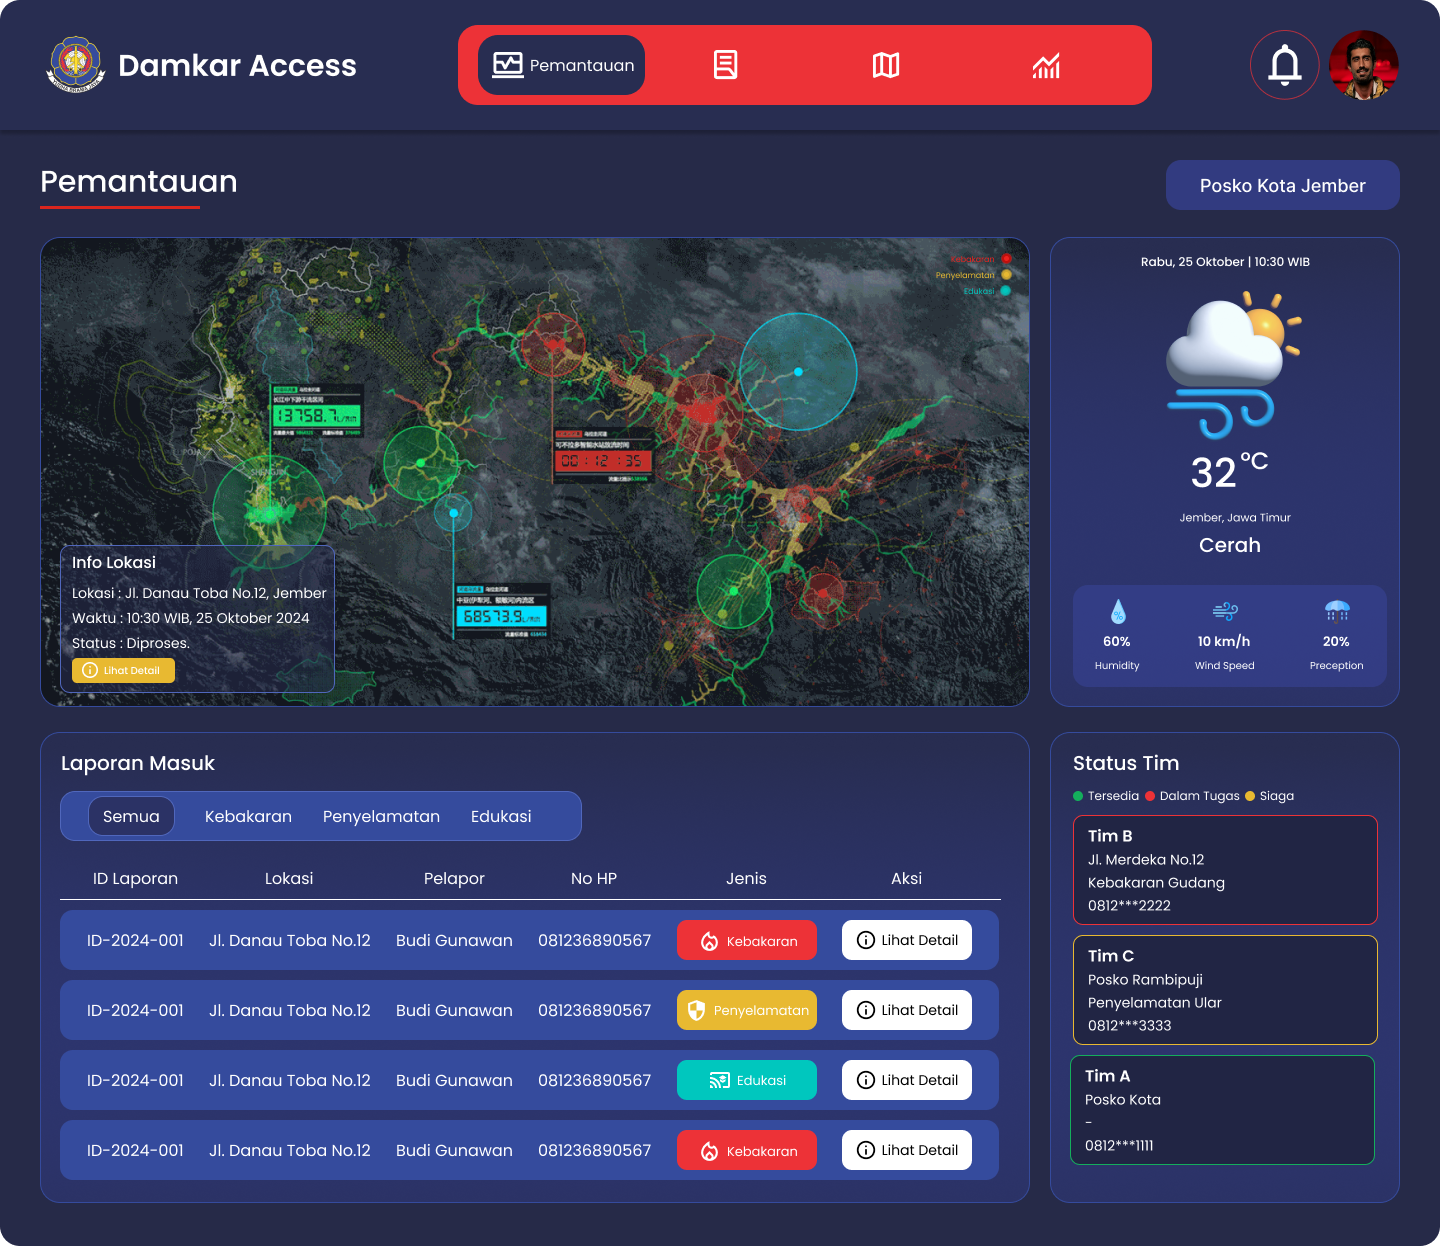 Damkar Access
Pemantauan
Pemantauan
Posko Kota Jember
Kebakaran
Penyelamatan
Edukasi
13758.7
00:12:35
68573.9
Info Lokasi
Lokasi : Jl. Danau Toba No.12, Jember
Waktu : 10:30 WIB, 25 Oktober 2024
Status : Diproses.
Lihat Detail
Rabu, 25 Oktober | 10:30 WIB
32°C
Jember, Jawa Timur
Cerah
%
60%
10 km/h
20%
Humidity
Wind Speed
Preception
Laporan Masuk
Semua Kebakaran Penyelamatan Edukasi
ID Laporan Lokasi Pelapor No HP Jenis Aksi
ID-2024-001 Jl. Danau Toba No.12 Budi Gunawan 081236890567 Kebakaran Lihat Detail
ID-2024-001 Jl. Danau Toba No.12 Budi Gunawan 081236890567 Penyelamatan Lihat Detail
ID-2024-001 Jl. Danau Toba No.12 Budi Gunawan 081236890567 Edukasi Lihat Detail
ID-2024-001 Jl. Danau Toba No.12 Budi Gunawan 081236890567 Kebakaran Lihat Detail
Status Tim
Tersedia Dalam Tugas Siaga
Tim B
Jl. Merdeka No.12
Kebakaran Gudang
0812***2222
Tim C
Posko Rambipuji
Penyelamatan Ular
0812***3333
Tim A
Posko Kota
-
0812***1111